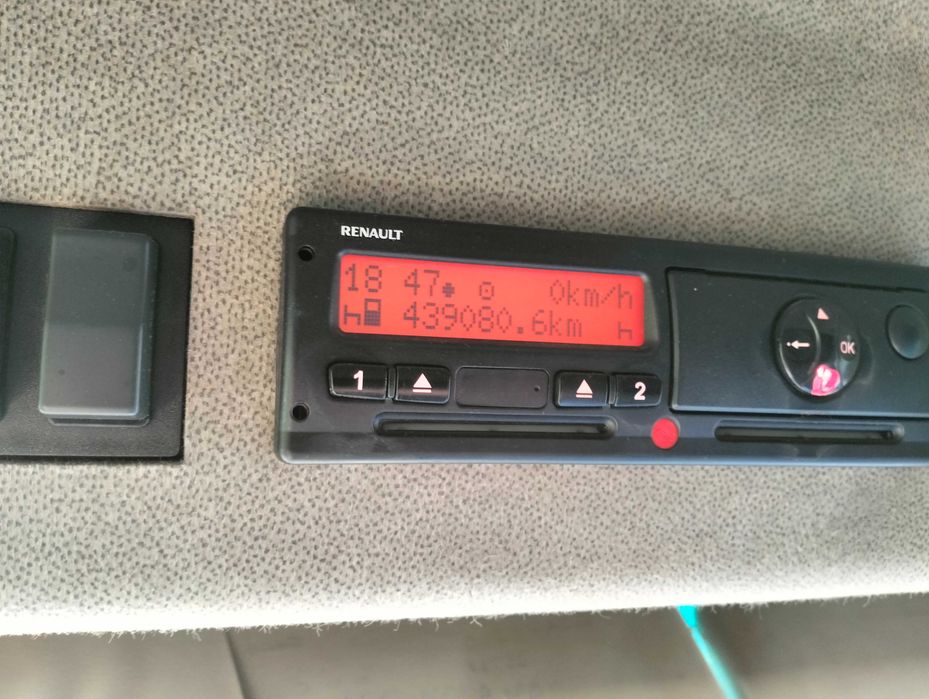 RENAULT
18 47 0km/h
439080.6km
1 2
OK